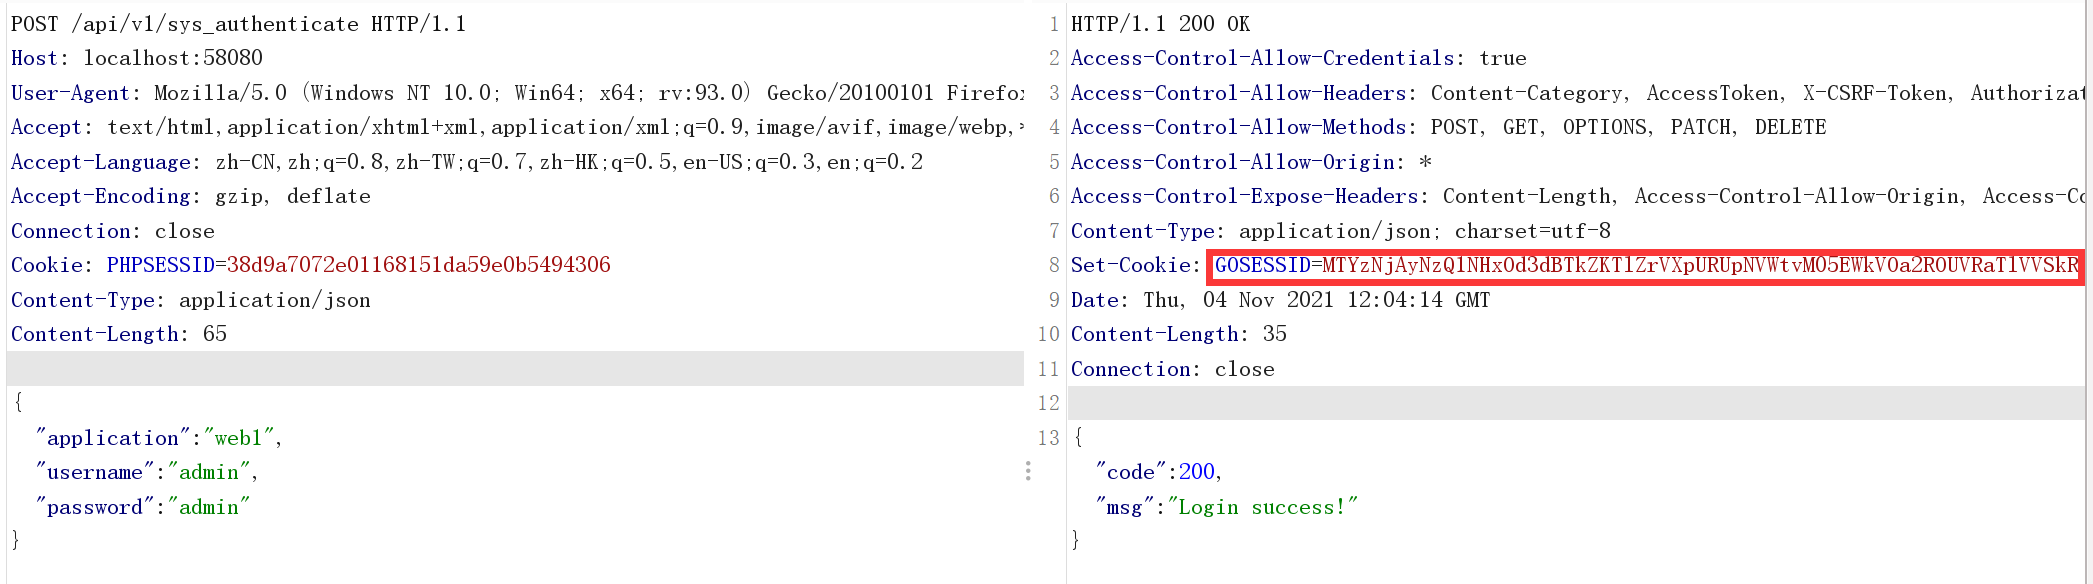 POST /api/v1/sys_authenticate HTTP/1.1
Host: localhost:58080
User-Agent: Mozilla/5.0 (Windows NT 10.0; Win64; x64; rv:93.0) Gecko/20100101 Firefox
Accept: text/html,application/xhtml+xml,application/xml;q=0.9,image/avif,image/webp,*
Accept-Language: zh-CN,zh;q=0.8,zh-TW;q=0.7,zh-HK;q=0.5,en-US;q=0.3,en;q=0.2
Accept-Encoding: gzip, deflate
Connection: close
Cookie: PHPSESSID=38d9a7072e01168151da59e0b5494306
Content-Type: application/json
Content-Length: 65
{
"application":"web1",
"username":"admin",
"password":"admin"
}
1 HTTP/1.1 200 OK
2 Access-Control-Allow-Credentials: true
3 Access-Control-Allow-Headers: Content-Category, AccessToken, X-CSRF-Token, Authorizat
4 Access-Control-Allow-Methods: POST, GET, OPTIONS, PATCH, DELETE
5 Access-Control-Allow-Origin: *
6 Access-Control-Expose-Headers: Content-Length, Access-Control-Allow-Origin, Access-Co
7 Content-Type: application/json; charset=utf-8
8 Set-Cookie: GOSESSID=MTYzNjAyNzQ1NHxOd3dBTkZKTlZrVXpURUpNVWtvMO5EWkVOa2ROUVRaTlVVSkR
9 Date: Thu, 04 Nov 2021 12:04:14 GMT
10 Content-Length: 35
11 Connection: close
12
13 {
"code":200,
"msg":"Login success!"
}